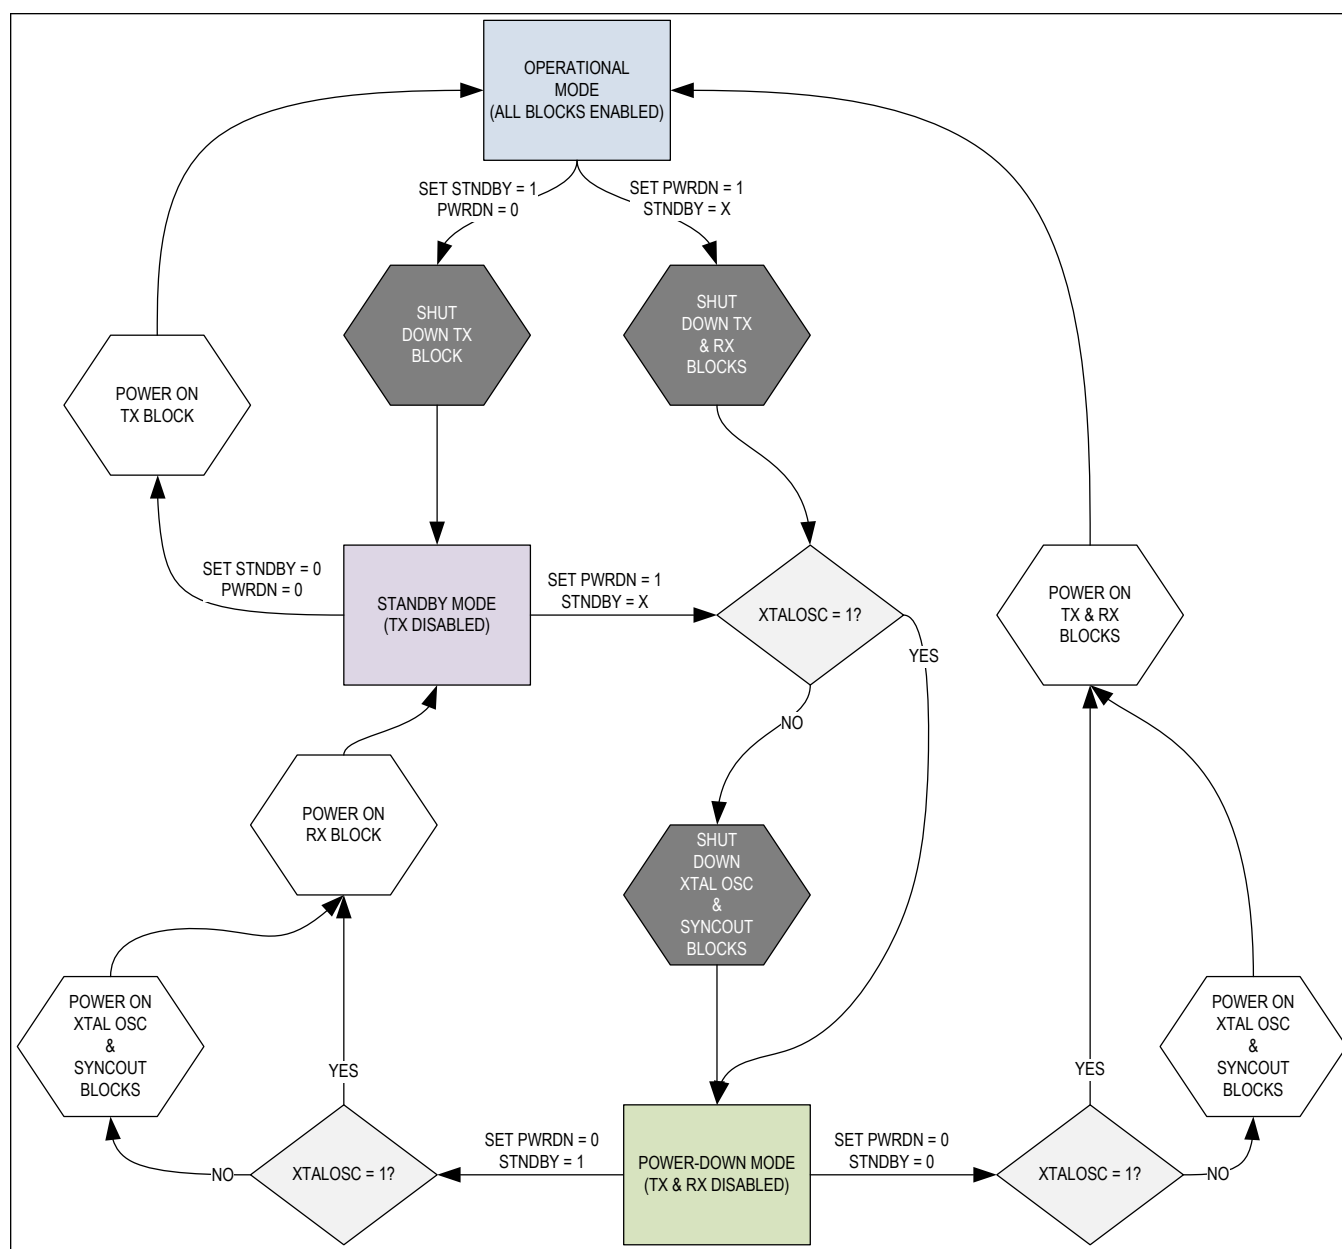 OPERATIONAL
MODE
(ALL BLOCKS ENABLED)
SET STNDBY = 1
PWRDN = 0
SET PWRDN = 1
STNDBY = X
SHUT
DOWN TX
BLOCK
SHUT
DOWN TX
& RX
BLOCKS
POWER ON
TX BLOCK
SET STNDBY = 0
PWRDN = 0
STANDBY MODE
(TX DISABLED)
SET PWRDN = 1
STNDBY = X
XTALOSC = 1?
YES
NO
POWER ON
TX & RX
BLOCKS
POWER ON
RX BLOCK
SHUT
DOWN
XTAL OSC
&
SYNCOUT
BLOCKS
POWER ON
XTAL OSC
&
SYNCOUT
BLOCKS
YES
NO
XTALOSC = 1?
SET PWRDN = 0
STNDBY = 1
POWER-DOWN MODE
(TX & RX DISABLED)
SET PWRDN = 0
STNDBY = 0
XTALOSC = 1?
YES
NO
POWER ON
XTAL OSC
&
SYNCOUT
BLOCKS